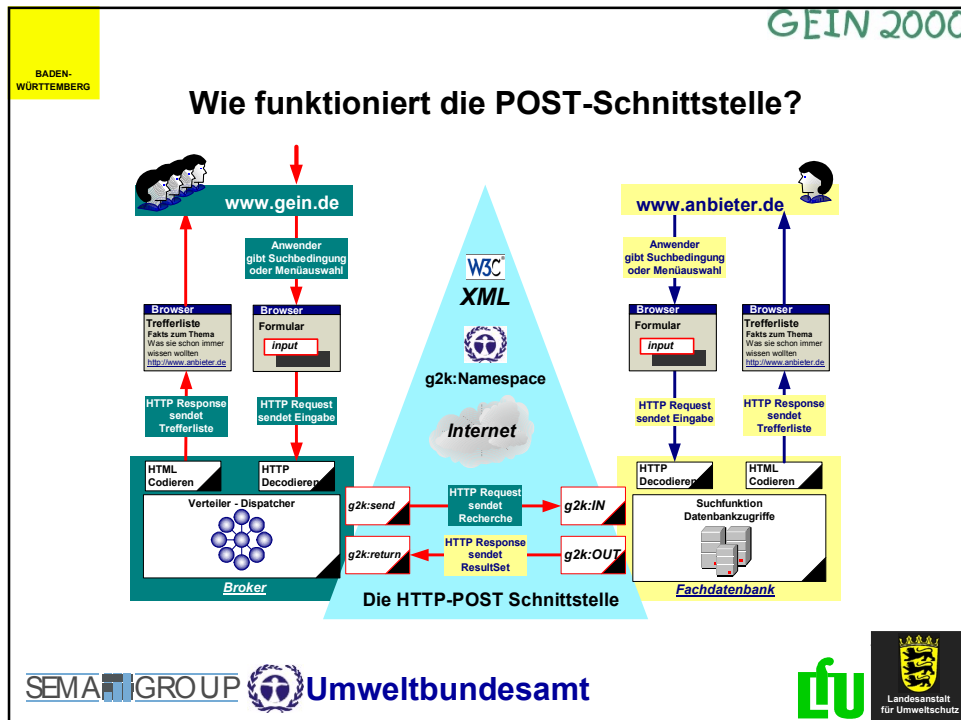 GEIN 2000
BADEN-
WÜRTTEMBERG
Wie funktioniert die POST-Schnittstelle?
www.gein.de
Anwender
gibt Suchbedingung
oder Menüauswahl
Browser
Trefferliste
Fakts zum Thema
Was sie schon immer
wissen wollten
http://www.anbieter.de
Browser
Formular
input
HTTP Response
sendet
Trefferliste
HTTP Request
sendet Eingabe
HTML
Codieren
HTTP
Decodieren
Verteiler - Dispatcher
Broker
W3C
XML
g2k:Namespace
Internet
g2k:send
HTTP Request
sendet
Recherche
g2k:IN
g2k:return
HTTP Response
sendet
ResultSet
g2k:OUT
Die HTTP-POST Schnittstelle
www.anbieter.de
Anwender
gibt Suchbedingung
oder Menüauswahl
Browser
Formular
input
Browser
Trefferliste
Fakts zum Thema
Was sie schon immer
wissen wollten
http://www.anbieter.de
HTTP Request
sendet Eingabe
HTTP Response
sendet
Trefferliste
HTTP
Decodieren
HTML
Codieren
Suchfunktion
Datenbankzugriffe
Fachdatenbank
SEMA GROUP
Umweltbundesamt
LfU
Landesanstalt
für Umweltschutz